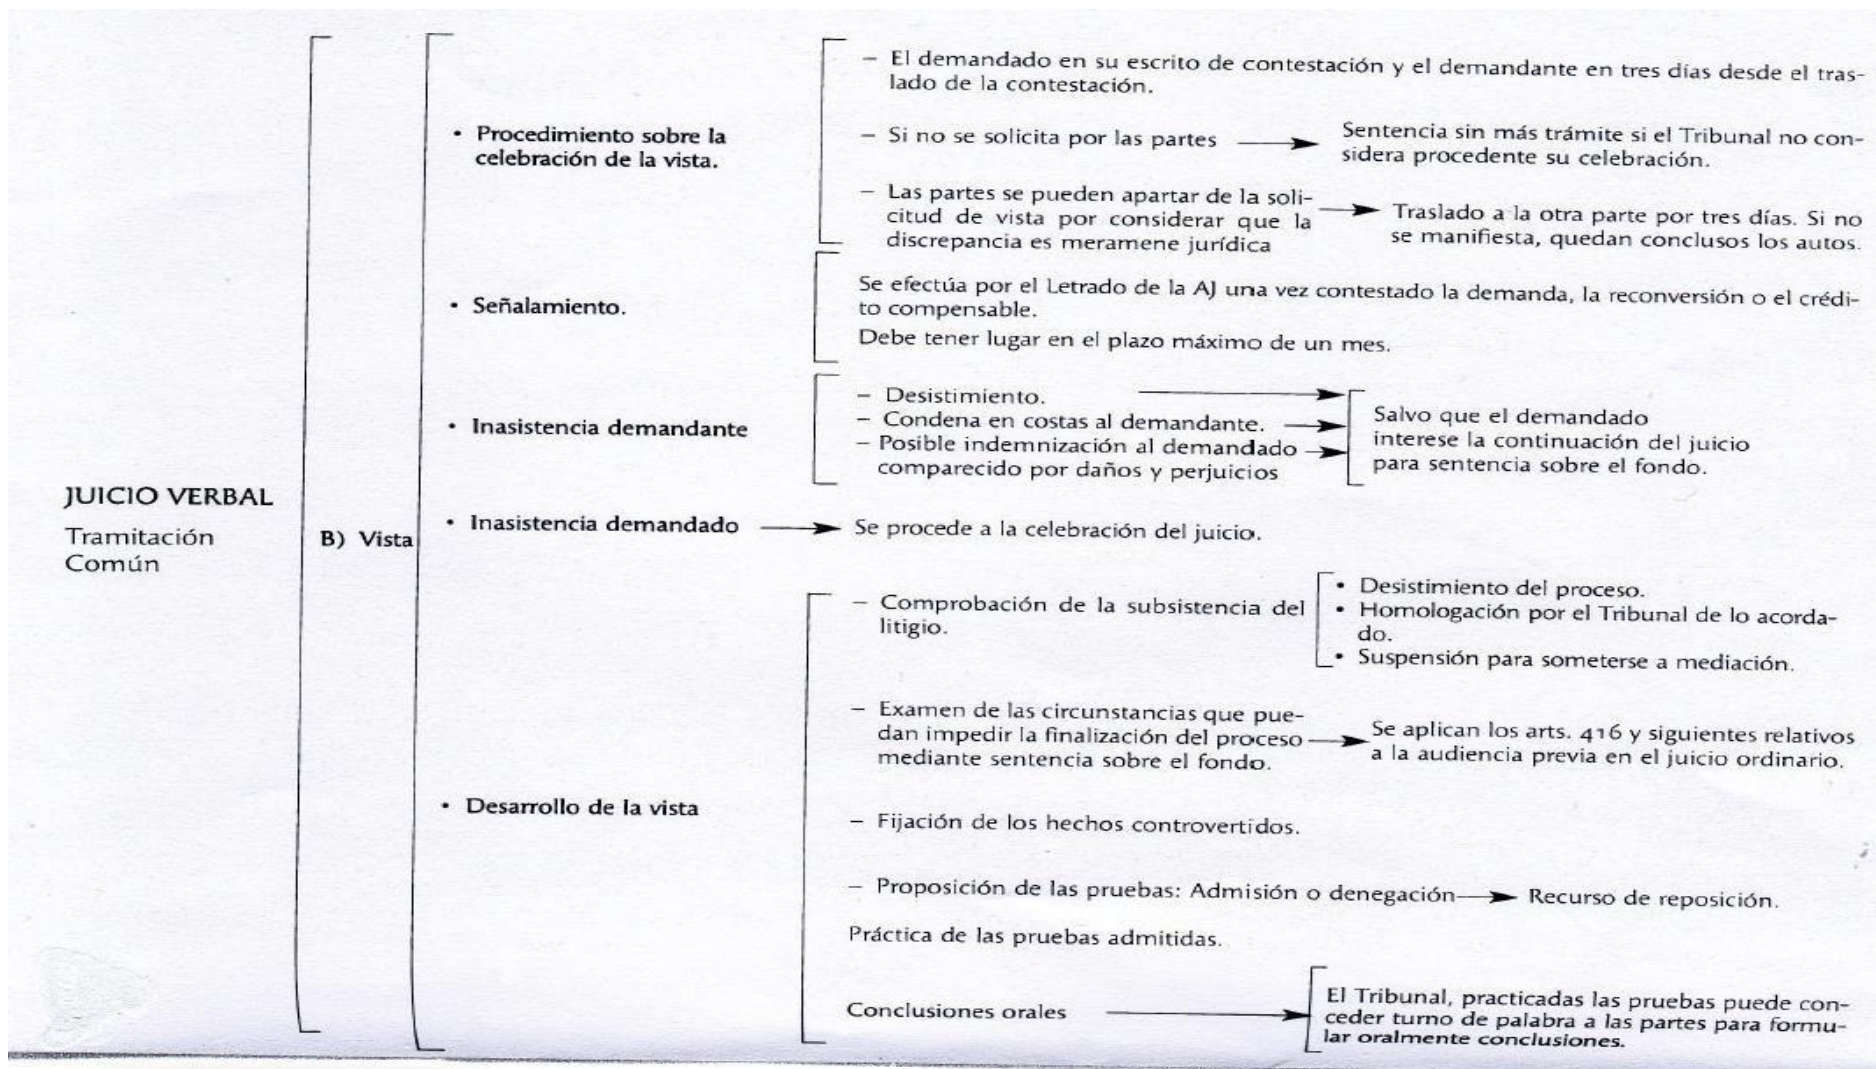 JUICIO VERBAL
Tramitación
Común
B) Vista
• Procedimiento sobre la
celebración de la vista.
– El demandado en su escrito de contestación y el demandante en tres días desde el tras-
lado de la contestación.
– Si no se solicita por las partes
Sentencia sin más trámite si el Tribunal no con-
sidera procedente su celebración.
– Las partes se pueden apartar de la soli-
citud de vista por considerar que la
discrepancia es meramene jurídica
Traslado a la otra parte por tres días. Si no
se manifiesta, quedan conclusos los autos.
• Señalamiento.
Se efectúa por el Letrado de la AJ una vez contestado la demanda, la reconversión o el crédi-
to compensable.
Debe tener lugar en el plazo máximo de un mes.
• Inasistencia demandante
– Desistimiento.
– Condena en costas al demandante.
– Posible indemnización al demandado
comparecido por daños y perjuicios
Salvo que el demandado
interese la continuación del juicio
para sentencia sobre el fondo.
• Inasistencia demandado
Se procede a la celebración del juicio.
• Desarrollo de la vista
– Comprobación de la subsistencia del
litigio.
• Desistimiento del proceso.
• Homologación por el Tribunal de lo acorda-
do.
• Suspensión para someterse a mediación.
– Examen de las circunstancias que pue-
dan impedir la finalización del proceso
mediante sentencia sobre el fondo.
Se aplican los arts. 416 y siguientes relativos
a la audiencia previa en el juicio ordinario.
– Fijación de los hechos controvertidos.
– Proposición de las pruebas: Admisión o denegación
Recurso de reposición.
Práctica de las pruebas admitidas.
Conclusiones orales
El Tribunal, practicadas las pruebas puede con-
ceder turno de palabra a las partes para formu-
lar oralmente conclusiones.